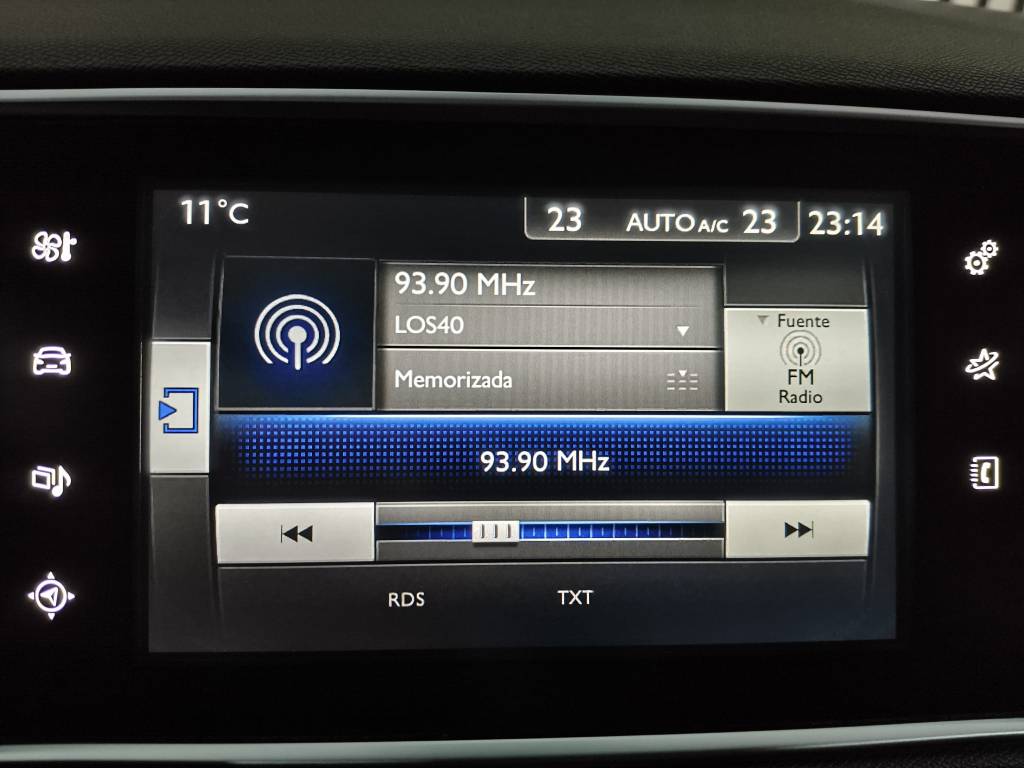 11°C
23 AUTO A/C 23 23:14
93.90 MHz
LOS40
Memorizada
Fuente
FM
Radio
93.90 MHz
RDS TXT